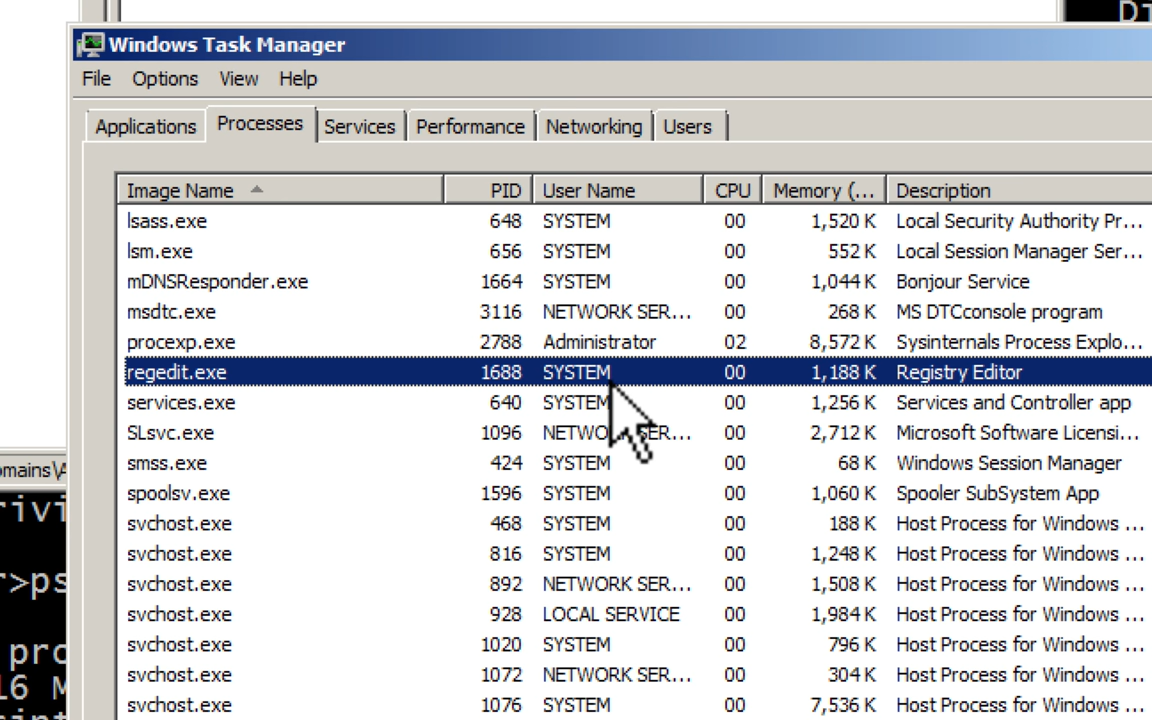 Di
Windows Task Manager
File Options View Help
Applications Processes Services Performance Networking Users
Image Name PID User Name CPU Memory (... Description
lsass.exe 648 SYSTEM 00 1,520 K Local Security Authority Pr...
lsm.exe 656 SYSTEM 00 552 K Local Session Manager Ser...
mDNSResponder.exe 1664 SYSTEM 00 1,044 K Bonjour Service
msdtc.exe 3116 NETWORK SER... 00 268 K MS DTCconsole program
procexp.exe 2788 Administrator 02 8,572 K Sysinternals Process Explo...
regedit.exe 1688 SYSTEM 00 1,188 K Registry Editor
services.exe 640 SYSTEM 00 1,256 K Services and Controller app
SLsvc.exe 1096 NETWO SER... 00 2,712 K Microsoft Software Licensi...
omains\A smss.exe 424 SYSTEM 00 68 K Windows Session Manager
spoolsv.exe 1596 SYSTEM 00 1,060 K Spooler SubSystem App
rivi svchost.exe 468 SYSTEM 00 188 K Host Process for Windows ...
svchost.exe 816 SYSTEM 00 1,248 K Host Process for Windows ...
r>ps svchost.exe 892 NETWORK SER... 00 1,508 K Host Process for Windows ...
svchost.exe 928 LOCAL SERVICE 00 1,984 K Host Process for Windows ...
pro svchost.exe 1020 SYSTEM 00 796 K Host Process for Windows ...
16 M svchost.exe 1072 NETWORK SER... 00 304 K Host Process for Windows ...
svchost.exe 1076 SYSTEM 00 7,536 K Host Process for Windows ...